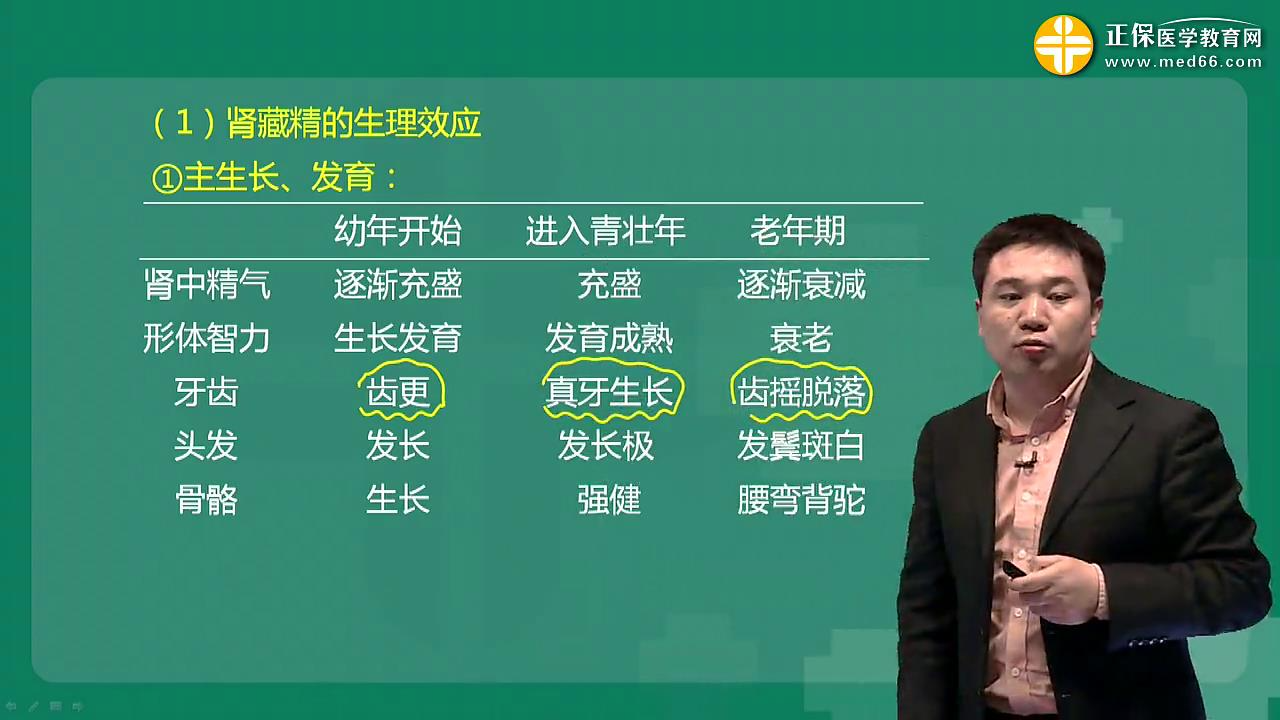 正保医学教育网
www.med66.com
（1）肾藏精的生理效应
①主生长、发育：
幼年开始 进入青壮年 老年期
肾中精气 逐渐充盛 充盛 逐渐衰减
形体智力 生长发育 发育成熟 衰老
牙齿 齿更 真牙生长 齿摇脱落
头发 发长 发长极 发鬓斑白
骨骼 生长 强健 腰弯背驼